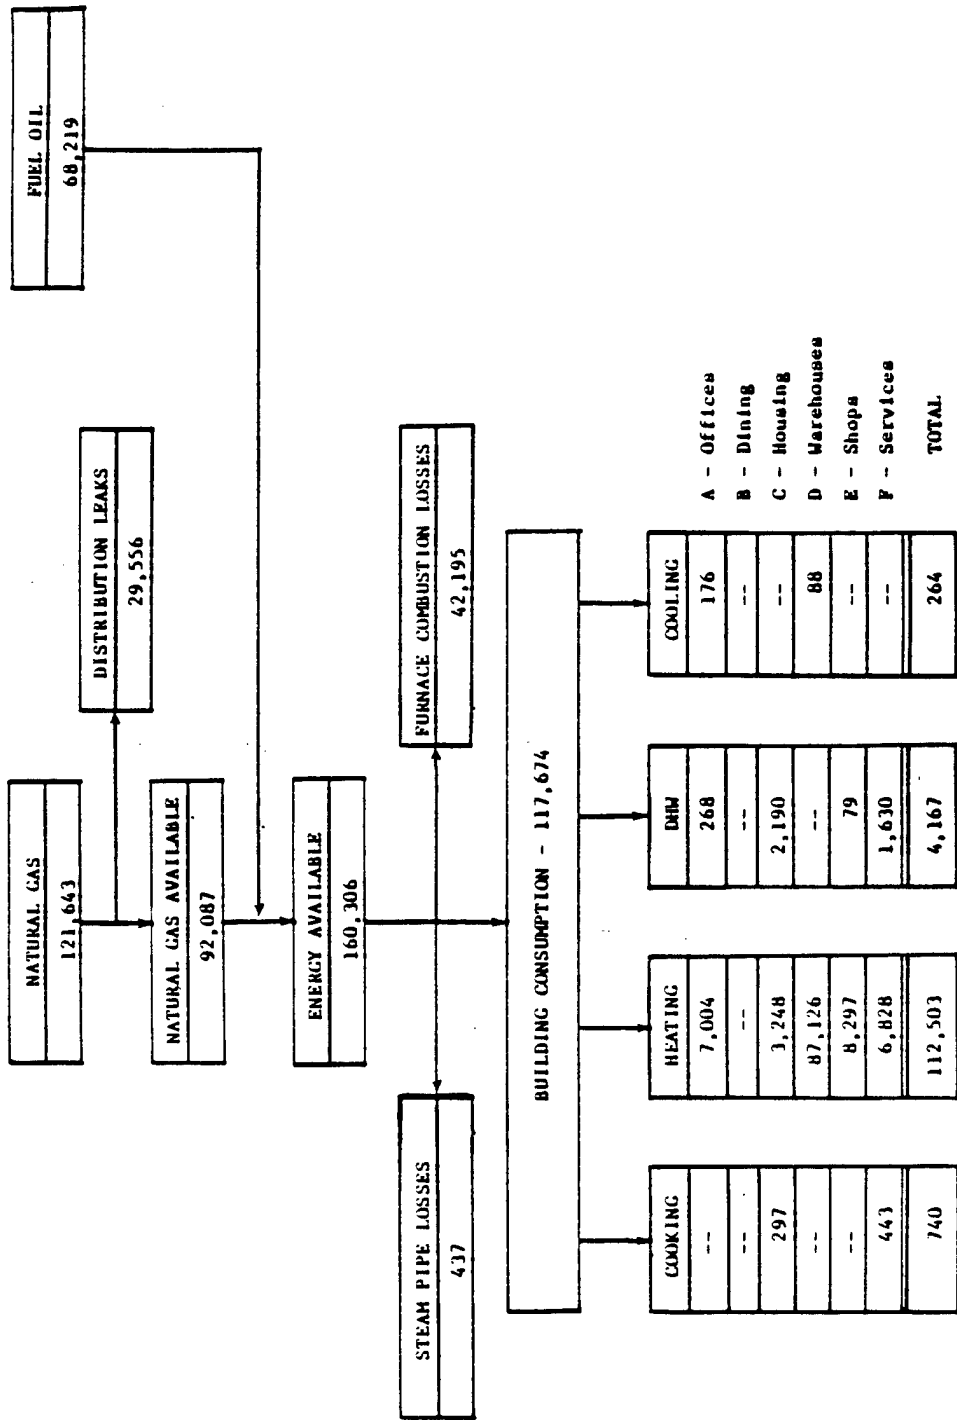 NATURAL GAS
121,643
FUEL OIL
68,219
DISTRIBUTION LEAKS
29,556
NATURAL GAS AVAILABLE
92,087
ENERGY AVAILABLE
160,306
STEAM PIPE LOSSES
437
FURNACE COMBUSTION LOSSES
42,195
BUILDING CONSUMPTION - 117,674
COOKING HEATING DHW COOLING
-- 7,004 268 176 A - Offices
-- -- -- -- B - Dining
297 3,248 2,190 -- C - Housing
-- 87,126 -- 88 D - Warehouses
-- 8,297 79 -- E - Shops
443 6,828 1,630 -- F - Services
740 112,503 4,167 264 TOTAL